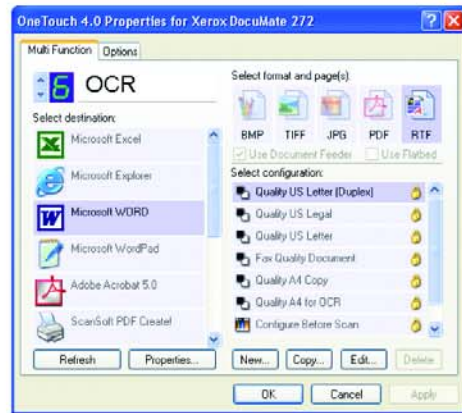 OneTouch 4.0 Properties for Xerox DocuMate 272
Multi Function
Options
6 OCR
Select destination:
Microsoft Excel
Microsoft Explorer
Microsoft WORD
Microsoft WordPad
Adobe Acrobat 5.0
ScanSoft PDF Create!
Refresh
Properties...
Select format and page(s):
BMP TIFF JPG PDF RTF
Use Document Feeder
Use Flatbed
Select configuration:
Quality US Letter (Duplex)
Quality US Legal
Quality US Letter
Fax Quality Document
Quality A4 Copy
Quality A4 for OCR
Configure Before Scan
New... Copy... Edit... Delete
OK Cancel Apply